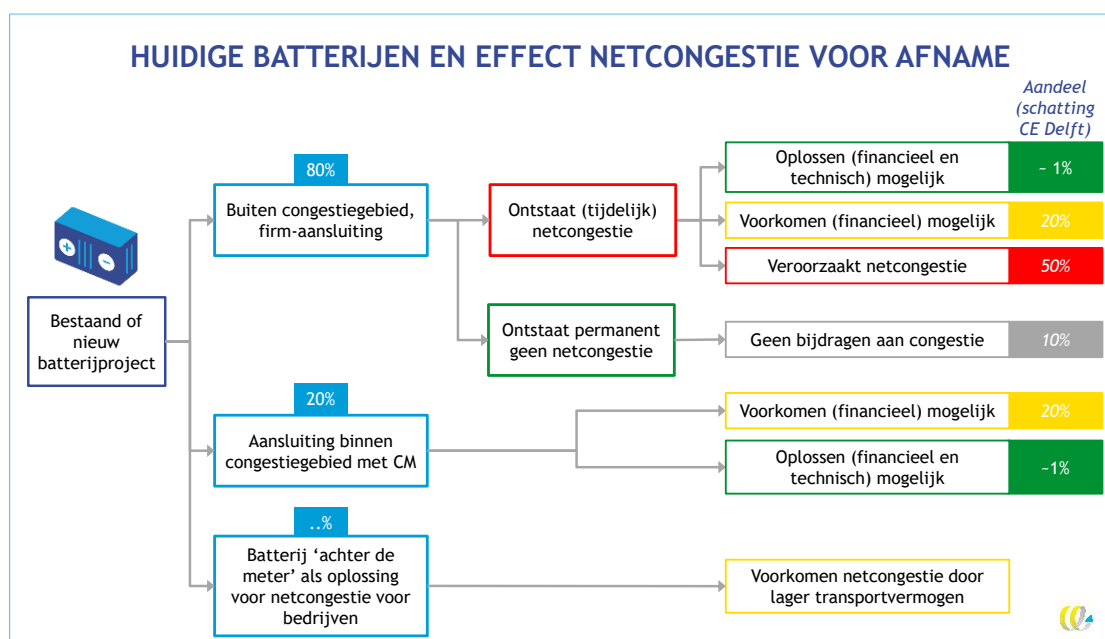 HUIDIGE BATTERIJEN EN EFFECT NETCONGESTIE VOOR AFNAME
Aandeel
(schatting
CE Delft)
80%
Buiten congestiegebied,
firm-aansluiting
Ontstaat (tijdelijk)
netcongestie
Oplossen (financieel en
technisch) mogelijk
~ 1%
Voorkomen (financieel) mogelijk
20%
Veroorzaakt netcongestie
50%
Bestaand of
nieuw
batterijproject
Ontstaat permanent
geen netcongestie
Geen bijdragen aan congestie
10%
20%
Aansluiting binnen
congestiegebied met CM
Voorkomen (financieel) mogelijk
20%
Oplossen (financieel en
technisch) mogelijk
~1%
..%
Batterij ‘achter de
meter’ als oplossing
voor netcongestie voor
bedrijven
Voorkomen netcongestie door
lager transportvermogen